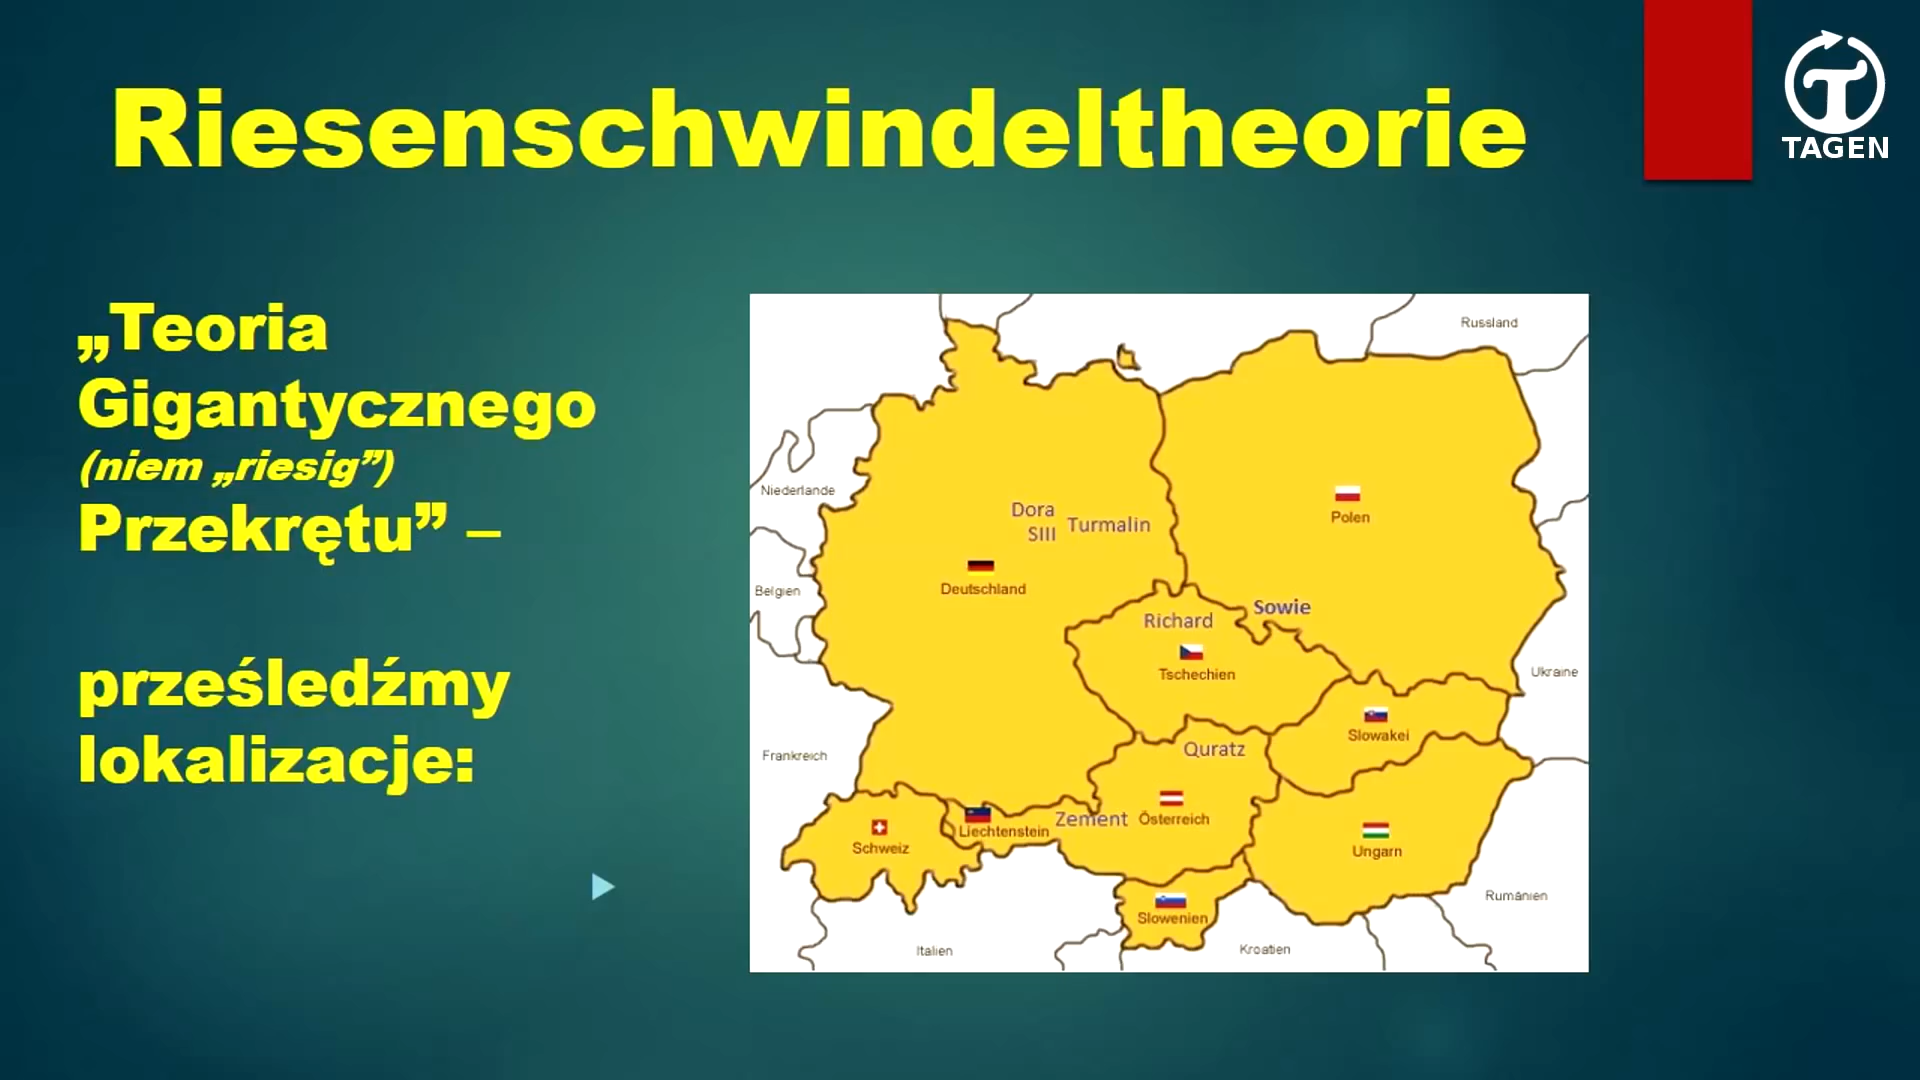 Riesenschwindeltheorie
TAGEN
„Teoria
Gigantycznego
(niem „riesig”)
Przekrętu” –
prześledźmy
lokalizacje:
Russland
Niederlande
Polen
Dora
SIII
Turmalin
Deutschland
Belgien
Sowie
Richard
Tschechien
Ukraine
Slowakei
Quratz
Frankreich
Zement
Österreich
Liechtenstein
Schweiz
Ungarn
Rumänien
Slowenien
Italien
Kroatien